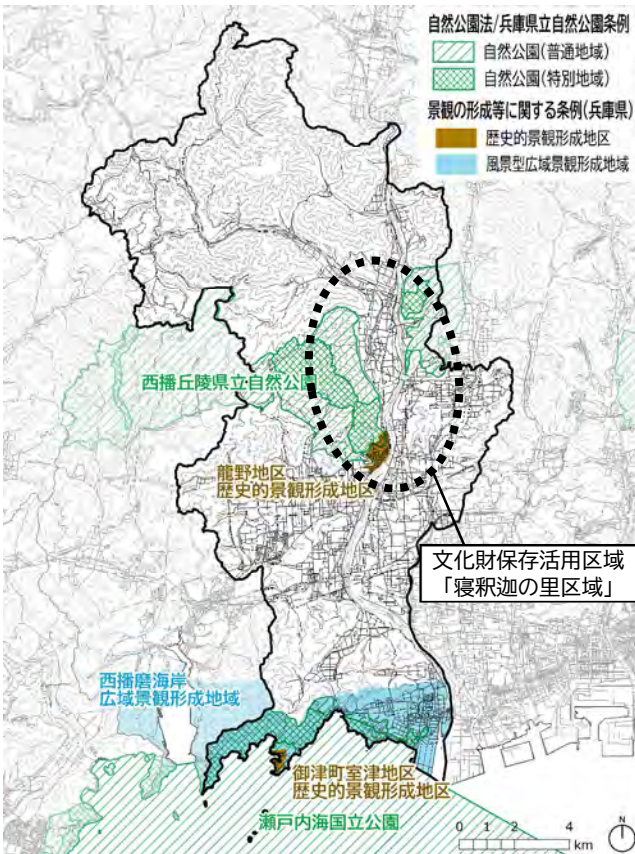 自然公園法/兵庫県立自然公園条例
自然公園(普通地域)
自然公園(特別地域)
景観の形成等に関する条例(兵庫県)
歴史的景観形成地区
風景型広域景観形成地域
西播丘陵県立自然公園
龍野地区
歴史的景観形成地区
文化財保存活用区域
「寝釈迦の里区域」
西播磨海岸
広域景観形成地域
御津町室津地区
歴史的景観形成地区
瀬戸内海国立公園
0 1 2 4
km
N